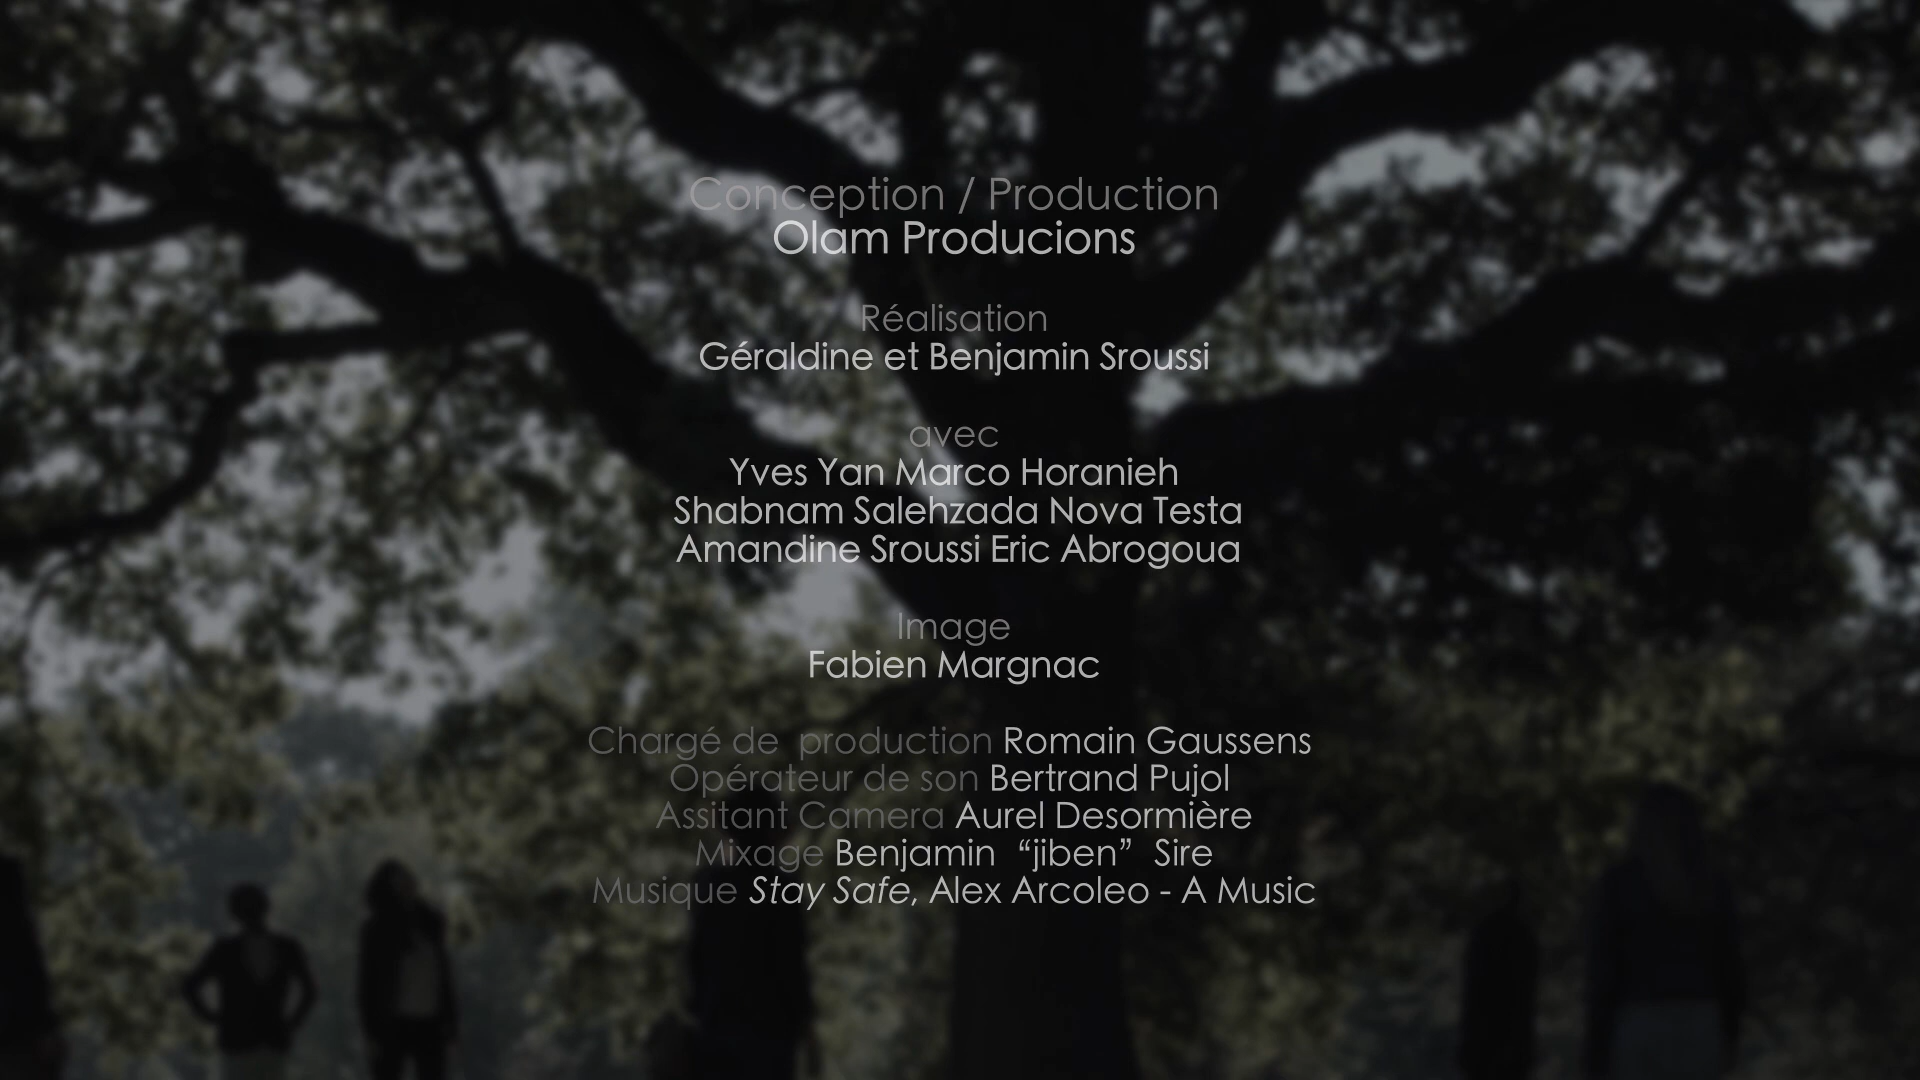 Conception / Production
Olam Producions
Réalisation
Géraldine et Benjamin Sroussi
avec
Yves Yan Marco Horanieh
Shabnam Salehzada Nova Testa
Amandine Sroussi Eric Abrogoua
Image
Fabien Margnac
Chargé de production Romain Gaussens
Opérateur de son Bertrand Pujol
Assitant Camera Aurel Desormière
Mixage Benjamin “jiben” Sire
Musique Stay Safe, Alex Arcoleo - A Music